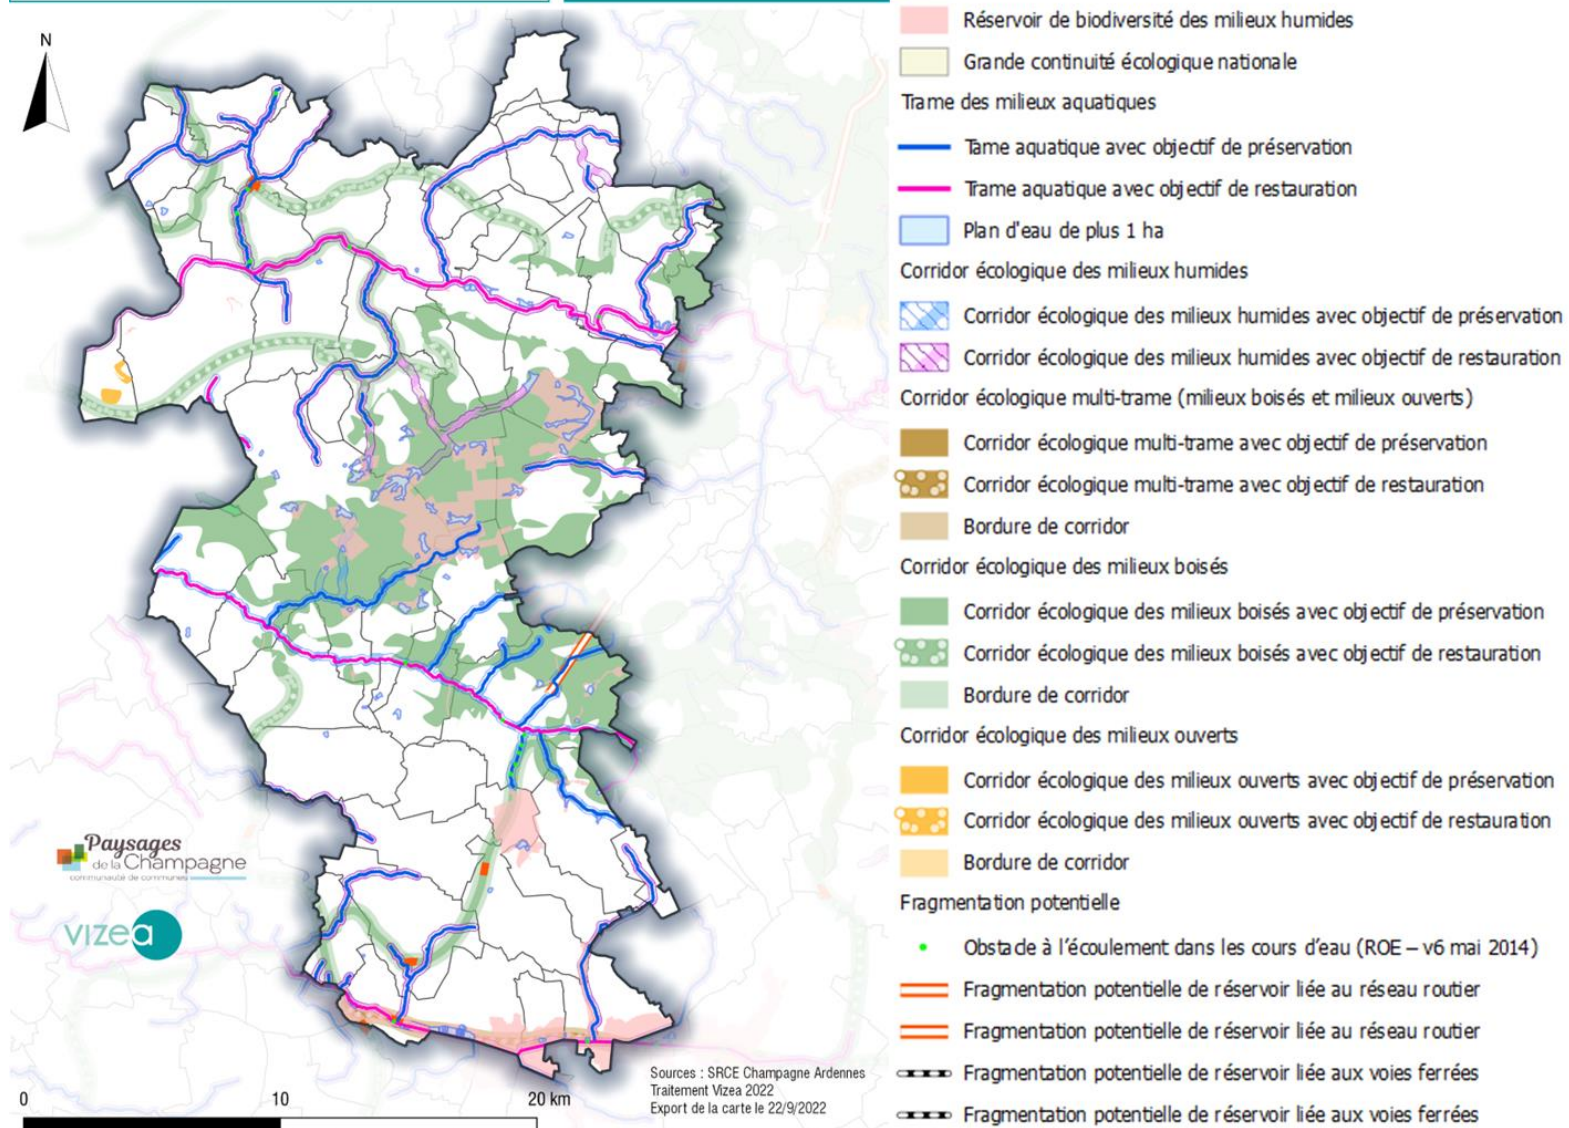 N
Réservoir de biodiversité des milieux humides
Grande continuité écologique nationale
Trame des milieux aquatiques
Tame aquatique avec objectif de préservation
Trame aquatique avec objectif de restauration
Plan d'eau de plus 1 ha
Corridor écologique des milieux humides
Corridor écologique des milieux humides avec objectif de préservation
Corridor écologique des milieux humides avec objectif de restauration
Corridor écologique multi-trame (milieux boisés et milieux ouverts)
Corridor écologique multi-trame avec objectif de préservation
Corridor écologique multi-trame avec objectif de restauration
Bordure de corridor
Corridor écologique des milieux boisés
Corridor écologique des milieux boisés avec objectif de préservation
Corridor écologique des milieux boisés avec objectif de restauration
Bordure de corridor
Corridor écologique des milieux ouverts
Corridor écologique des milieux ouverts avec objectif de préservation
Corridor écologique des milieux ouverts avec objectif de restauration
Bordure de corridor
Fragmentation potentielle
Obstacle à l'écoulement dans les cours d'eau (ROE – v6 mai 2014)
Fragmentation potentielle de réservoir liée au réseau routier
Fragmentation potentielle de réservoir liée au réseau routier
Fragmentation potentielle de réservoir liée aux voies ferrées
Fragmentation potentielle de réservoir liée aux voies ferrées
Paysages
de la Champagne
communauté de communes
vizea
Sources : SRCE Champagne Ardennes
Traitement Vizea 2022
Export de la carte le 22/9/2022
0 10 20 km